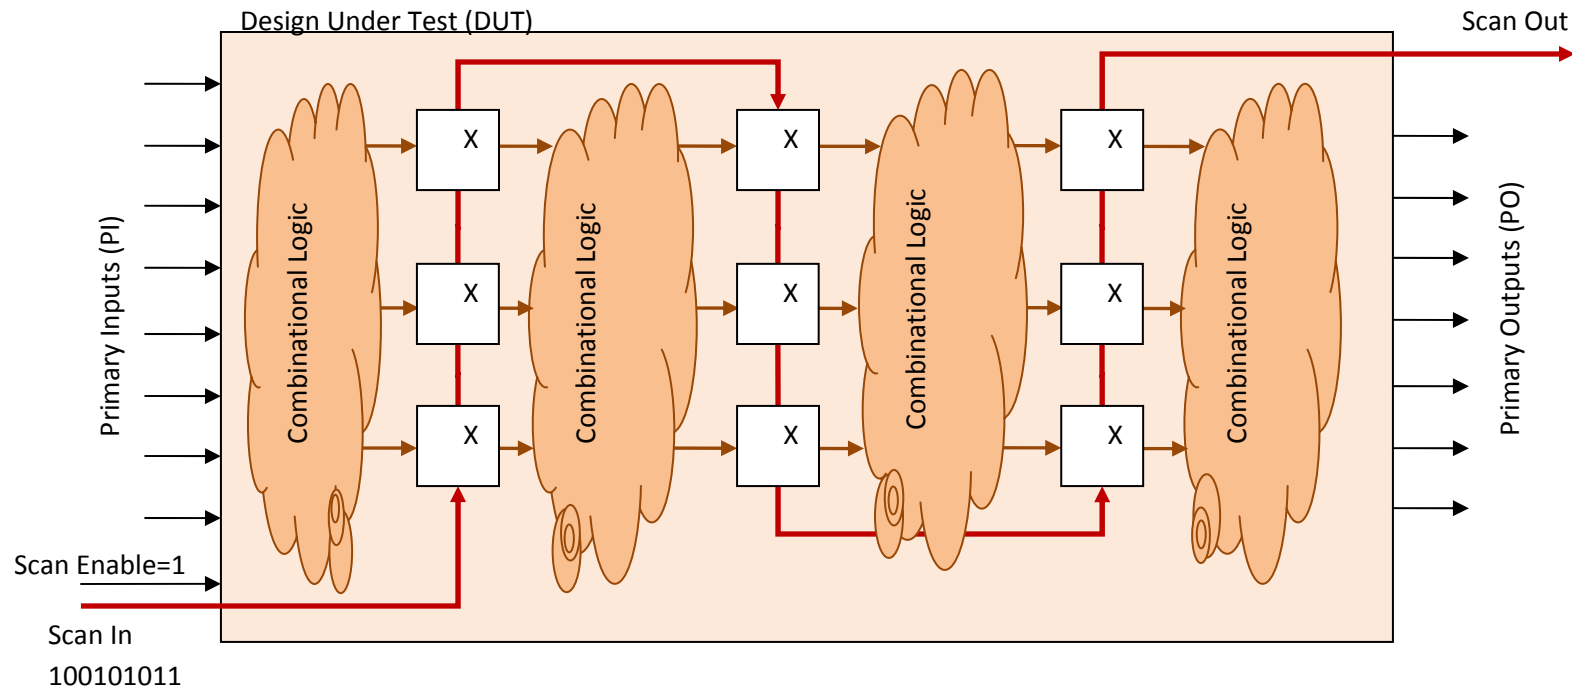 Design Under Test (DUT)
Scan Out
X
X
X
X
X
X
X
X
X
Combinational Logic
Combinational Logic
Combinational Logic
Combinational Logic
Primary Inputs (PI)
Primary Outputs (PO)
Scan Enable=1
Scan In
100101011